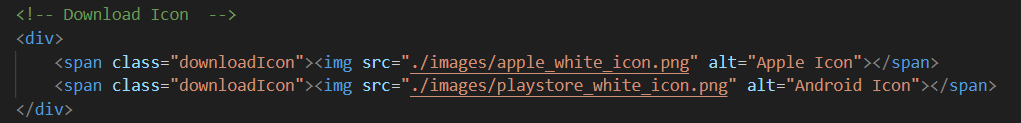 <!-- Download Icon  -->
<div>
    <span class="downloadIcon"><img src="./images/apple_white_icon.png" alt="Apple Icon"></span>
    <span class="downloadIcon"><img src="./images/playstore_white_icon.png" alt="Android Icon"></span>
</div>